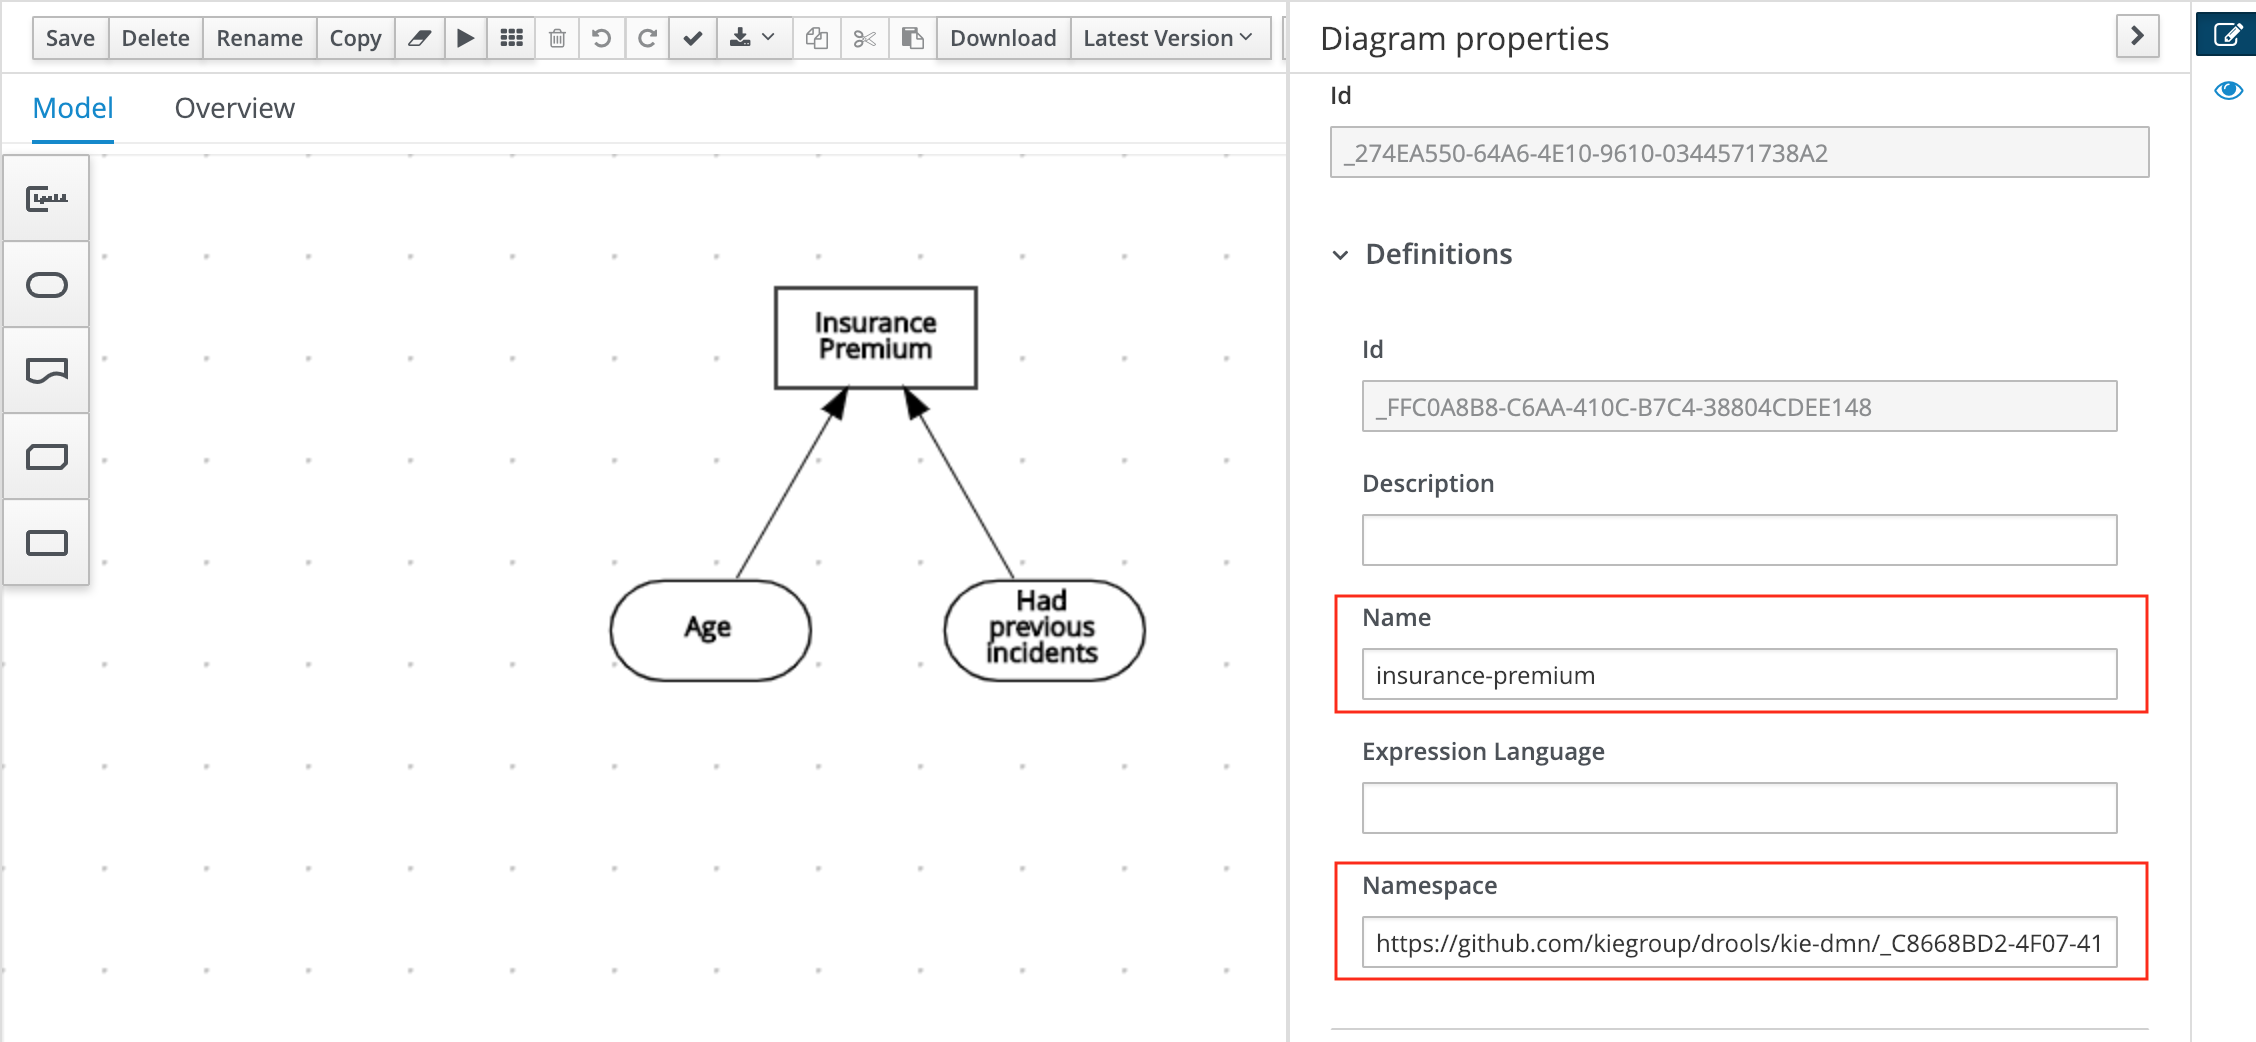 Save Delete Rename Copy Download Latest Version
Diagram properties
Model Overview
Id
_274EA550-64A6-4E10-9610-0344571738A2
Definitions
Id
_FFC0A8B8-C6AA-410C-B7C4-38804CDEE148
Description
Name
insurance-premium
Expression Language
Namespace
https://github.com/kiegroup/drools/kie-dmn/_C8668BD2-4F07-41
Insurance
Premium
Age
Had
previous
incidents